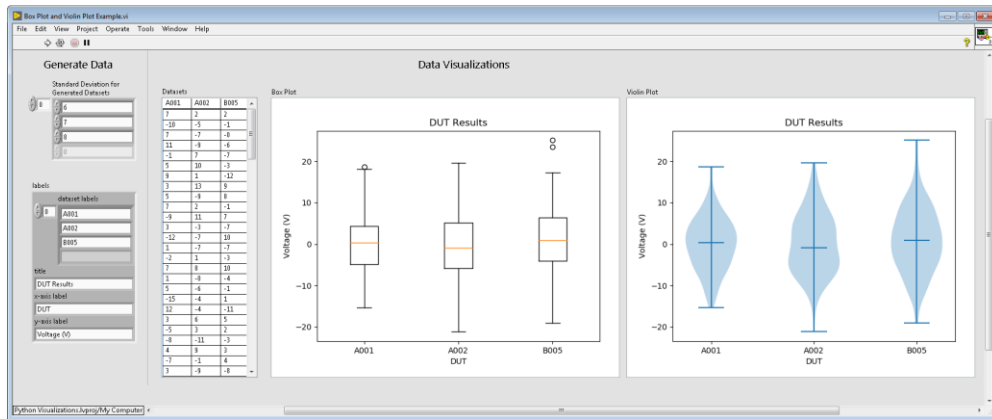 Box Plot and Violin Plot Example.vi
File Edit View Project Operate Tools Window Help
Generate Data
Standard Deviation for
Generated Datasets
0
6
7
8
0
labels
dataset labels
0
A001
A002
B005
title
DUT Results
x-axis label
DUT
y-axis label
Voltage (V)
Data Visualizations
Datasets
A001 A002 B005
7 2 2
-10 -5 -1
7 -7 -8
11 -9 -6
-1 7 -7
5 10 -3
9 1 -12
3 13 9
5 -9 8
7 2 -1
-9 11 7
3 -3 -7
-12 -7 10
1 -7 -7
-2 1 -3
7 8 10
1 -8 -4
5 -6 -1
-15 -4 1
12 -4 -11
3 6 5
-5 3 2
-8 -11 -3
4 9 3
-7 -1 4
3 -9 -8
Box Plot
DUT Results
Voltage (V)
20
10
0
−10
−20
A001 A002 B005
DUT
Violin Plot
DUT Results
Voltage (V)
20
10
0
−10
−20
A001 A002 B005
DUT
Python Visualizations.lvproj/My Computer